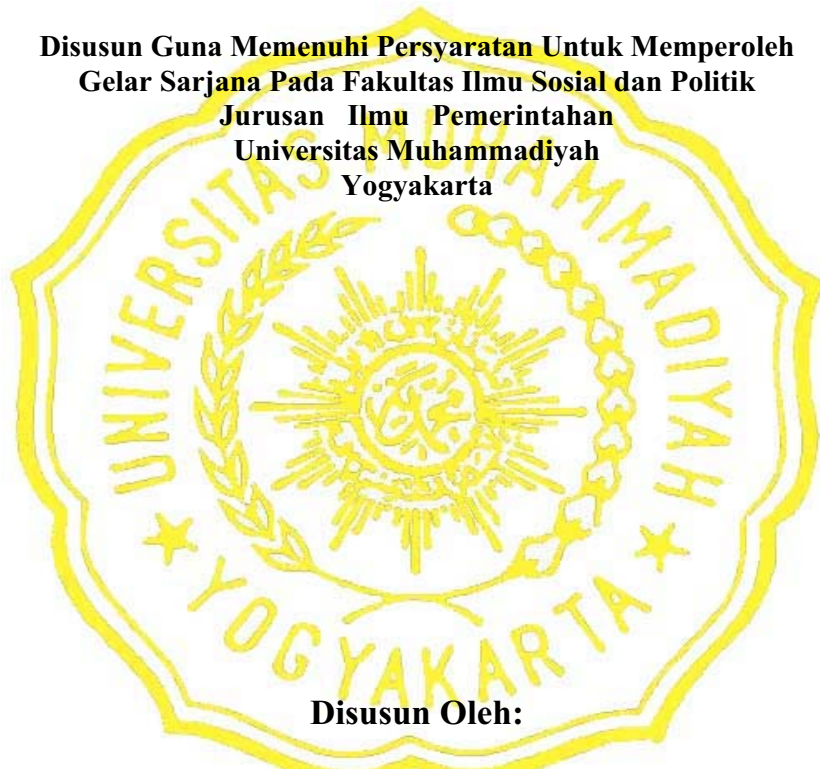 Disusun Guna Memenuhi Persyaratan Untuk Memperoleh
Gelar Sarjana Pada Fakultas Ilmu Sosial dan Politik
Jurusan Ilmu Pemerintahan
Universitas Muhammadiyah
Yogyakarta
UNIVERSITAS MUHAMMADIYAH
YOGYAKARTA
Disusun Oleh: